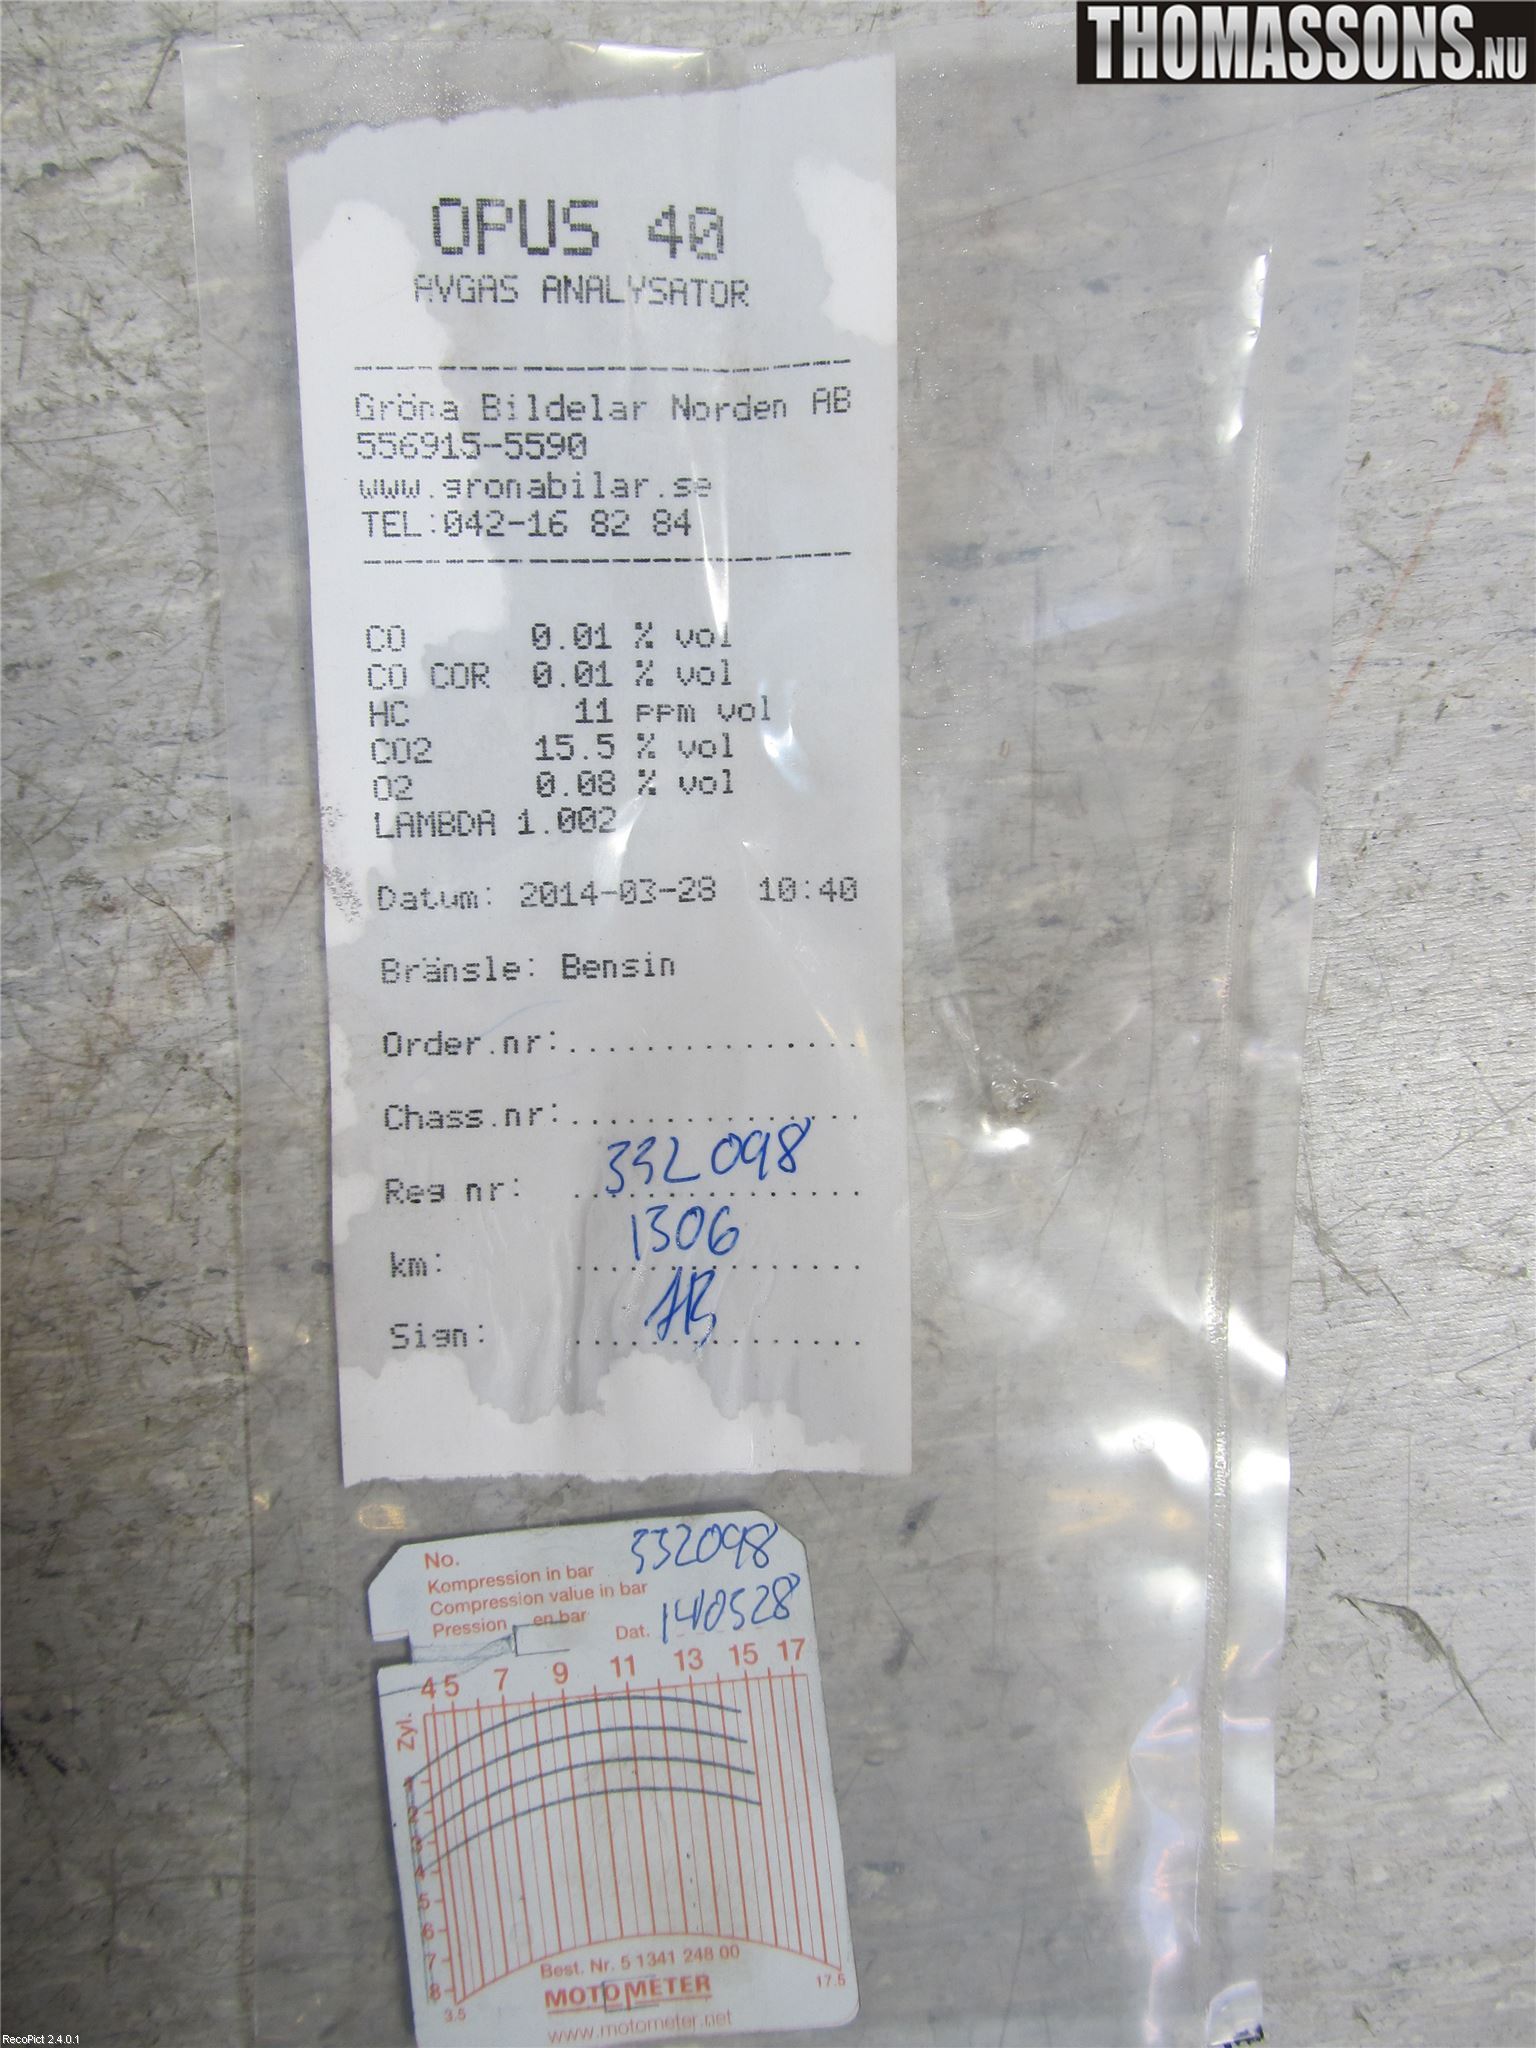 THOMASSONS.NU
OPUS 40
AVGAS ANALYSATOR
Gröna Bildelar Norden AB
556915-5590
www.gronabilar.se
TEL:042-16 82 84
CO 0.01 % vol
CO COR 0.01 % vol
HC 11 ppm vol
CO2 15.5 % vol
O2 0.08 % vol
LAMBDA 1.002
Datum: 2014-03-28 10:40
Bränsle: Bensin
Order.nr:...............
Chass.nr:...............
Reg nr: 332098
km: 1306
Sign: AB
No. 332098
Kompression in bar
Compression value in bar
Pression en bar
Dat. 140528
4 5 7 9 11 13 15 17
Zyl.
1
2
3
4
5
6
7
8
3.5
17.5
Best. Nr. 5 1341 248 00
MOTOMETER
www.motometer.net
RecoPict 2.4.0.1